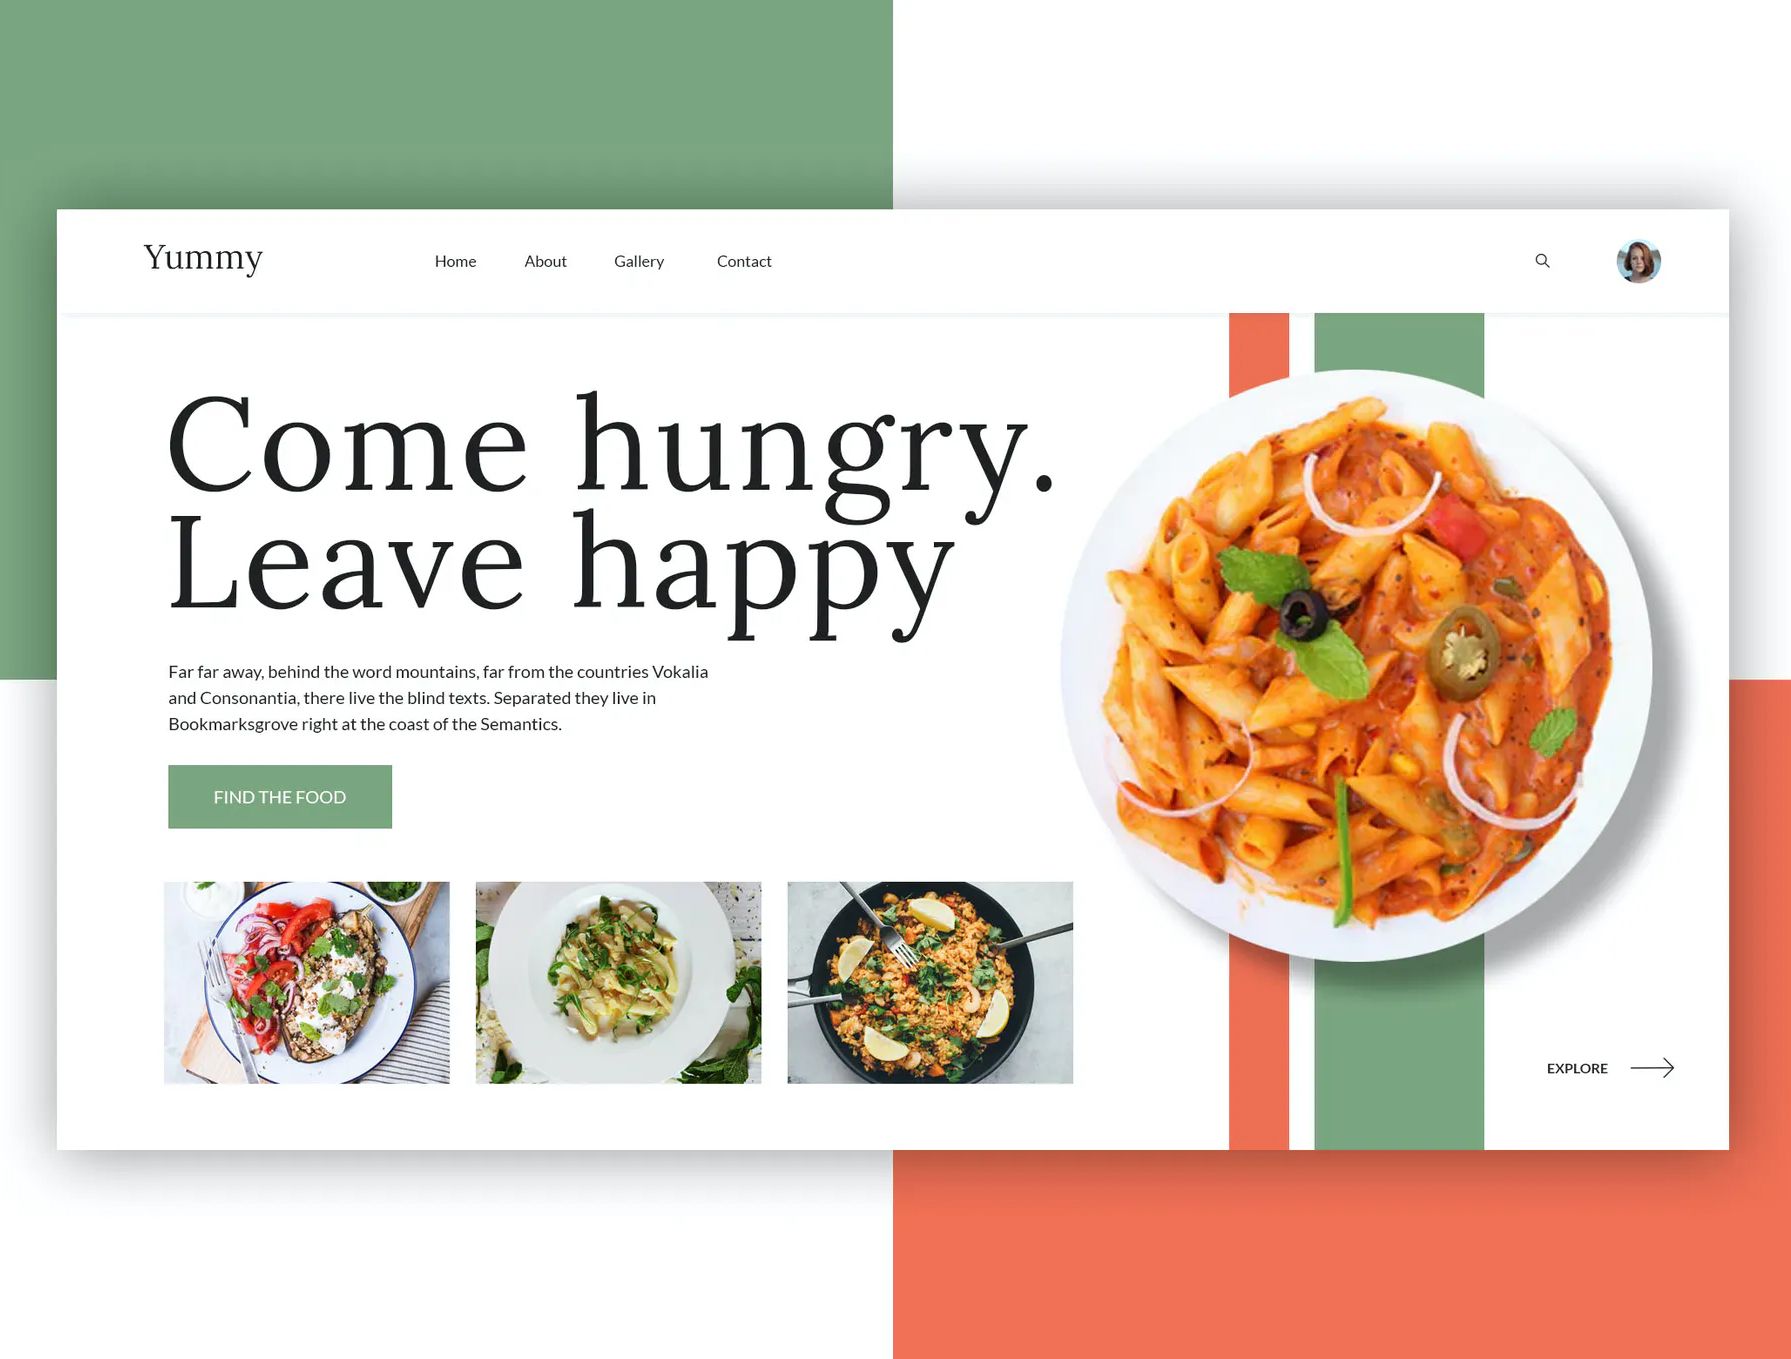 Yummy
Home
About
Gallery
Contact
Come hungry.
Leave happy
Far far away, behind the word mountains, far from the countries Vokalia
and Consonantia, there live the blind texts. Separated they live in
Bookmarksgrove right at the coast of the Semantics.
FIND THE FOOD
EXPLORE